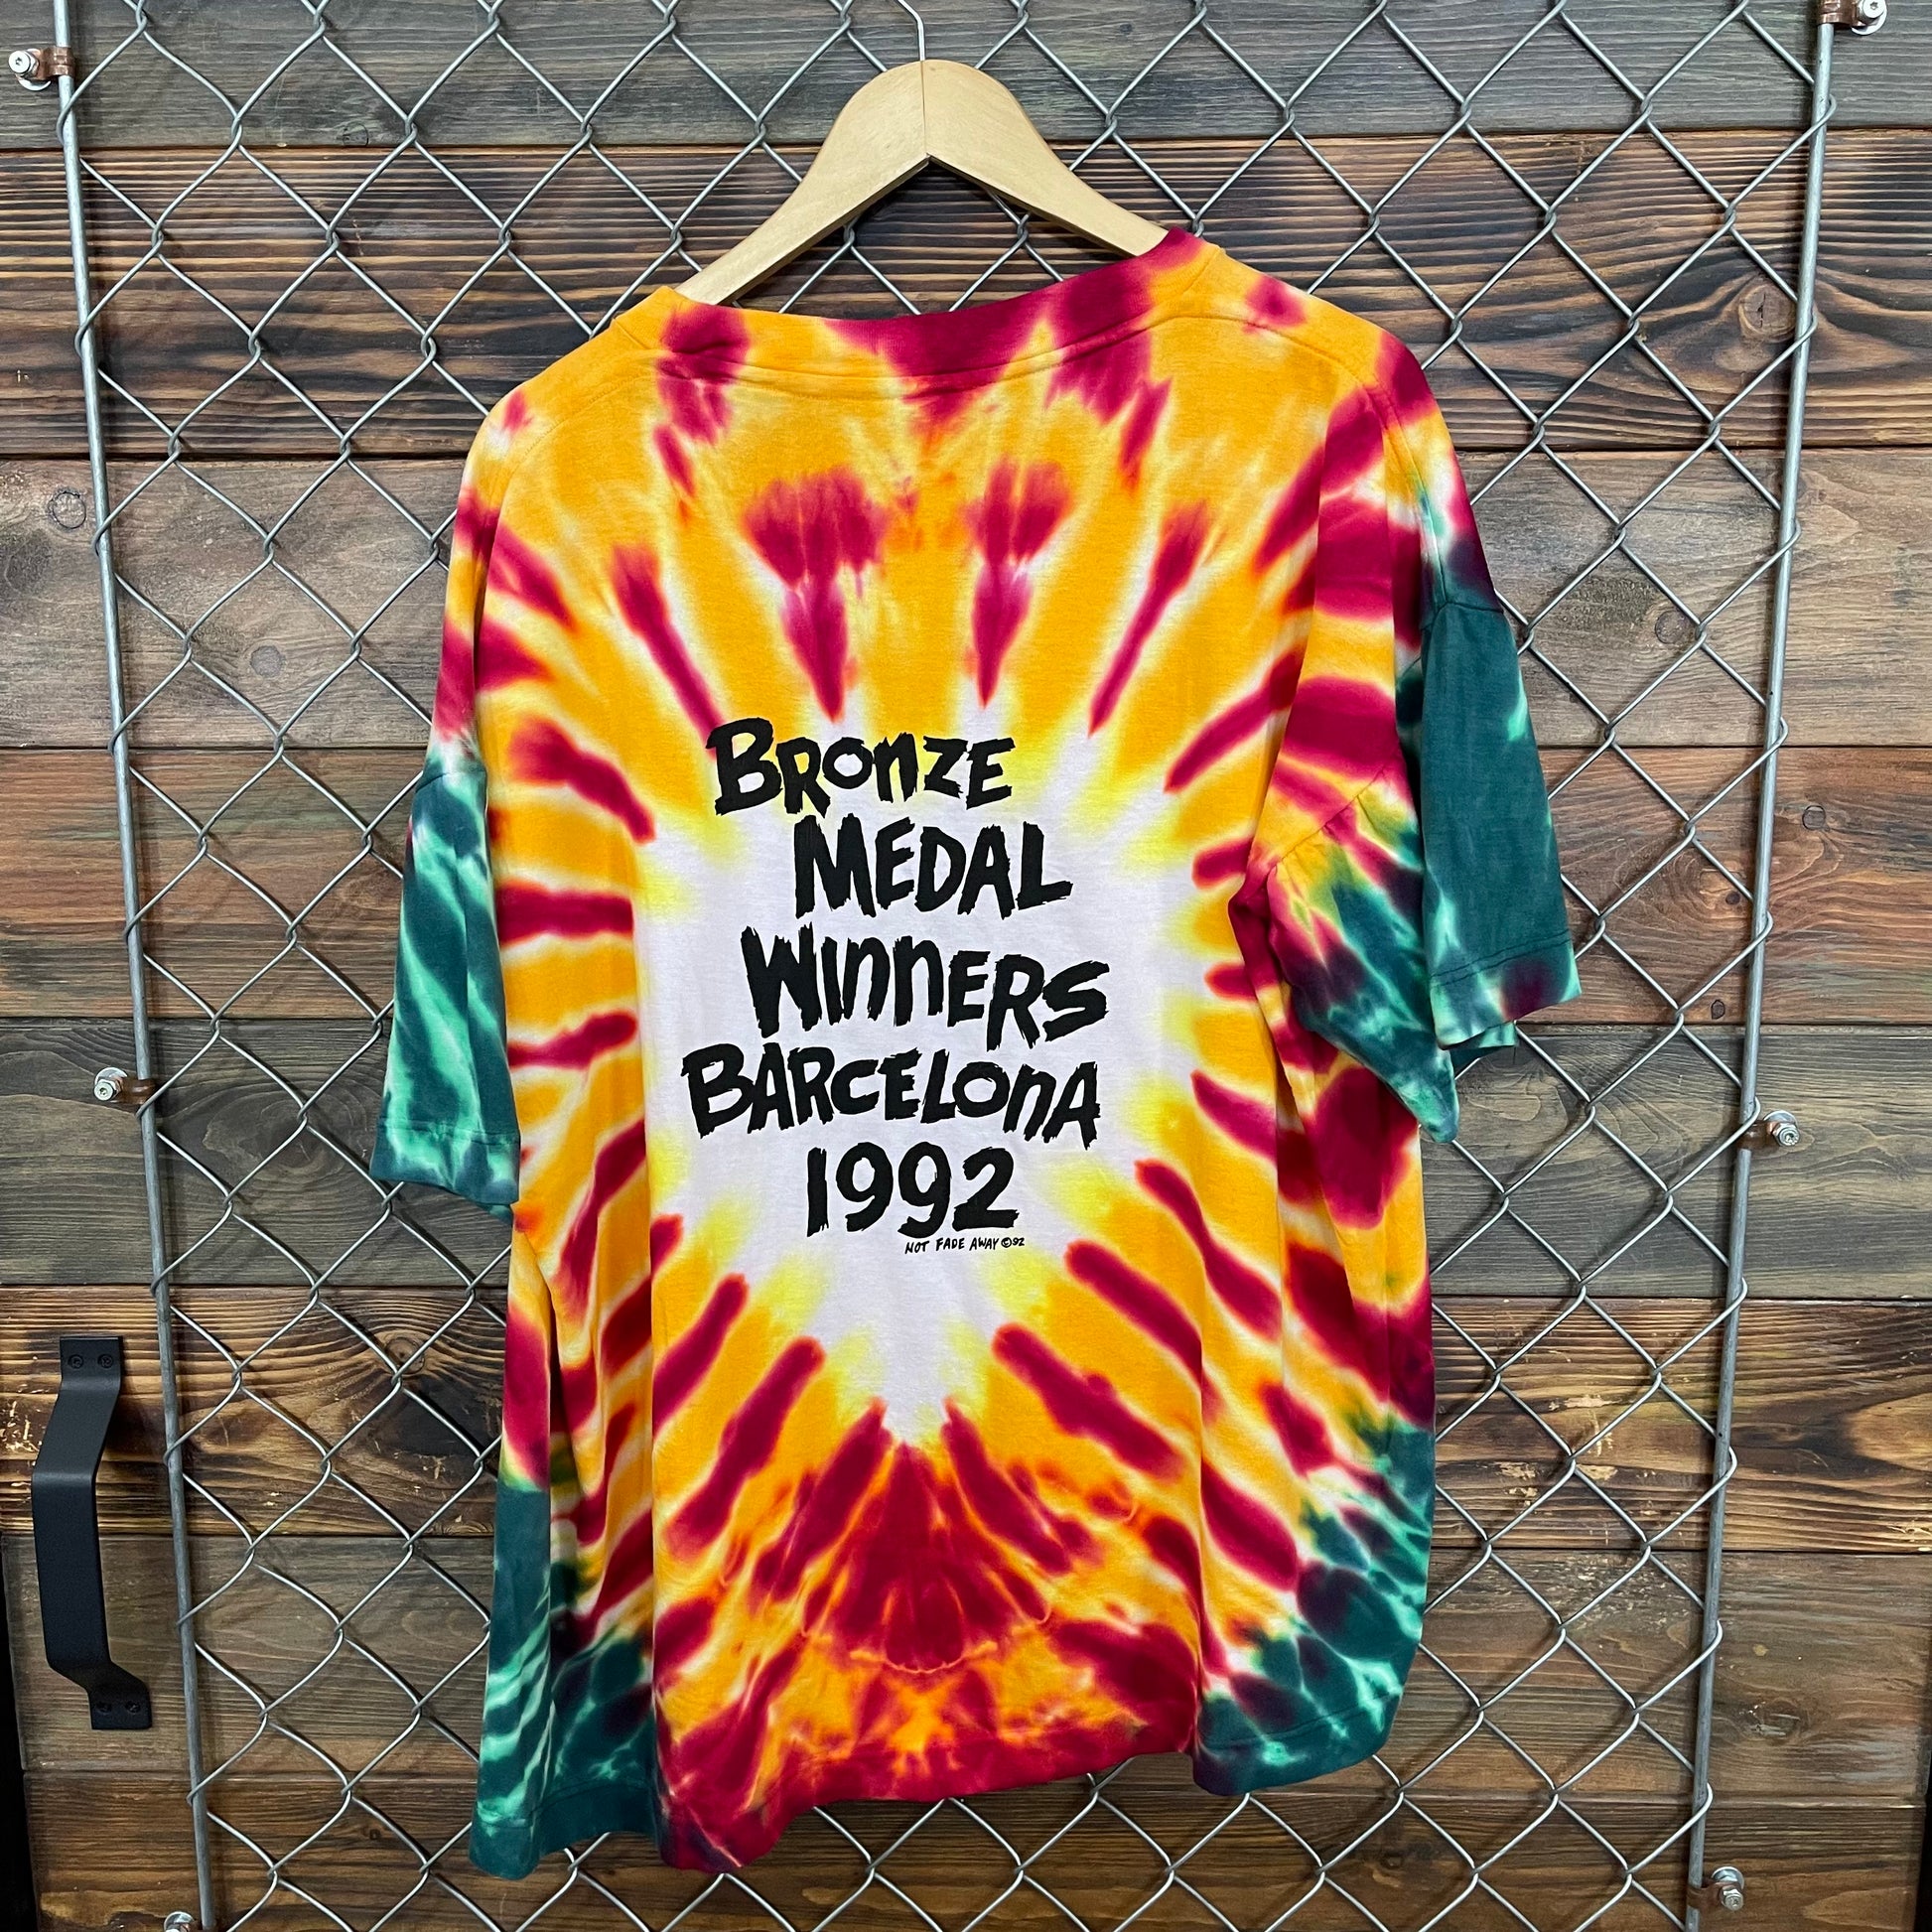 BRONZE
MEDAL
WINNERS
BARCELONA
1992
NOT FADE AWAY ©92